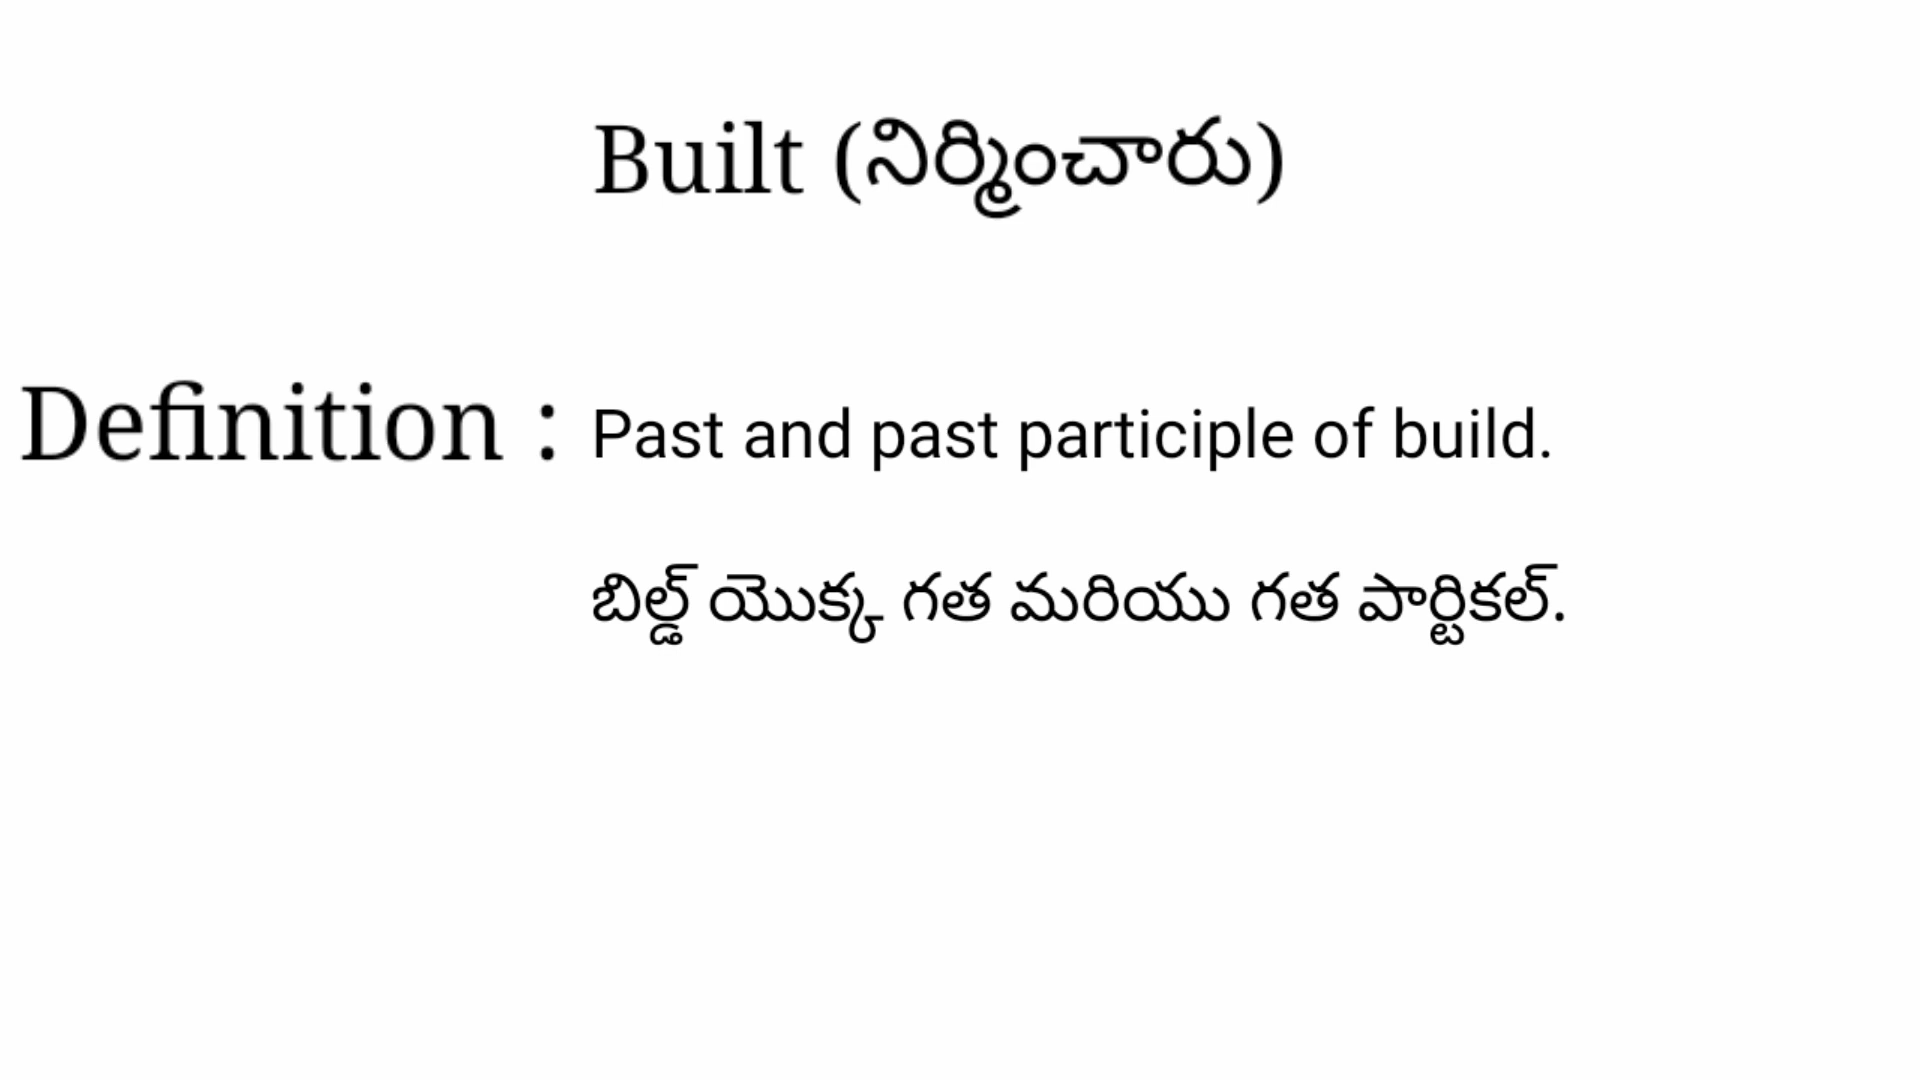 Built (నిర్మించారు)
Definition : Past and past participle of build.
బిల్డ్ యొక్క గత మరియు గత పార్టికల్.